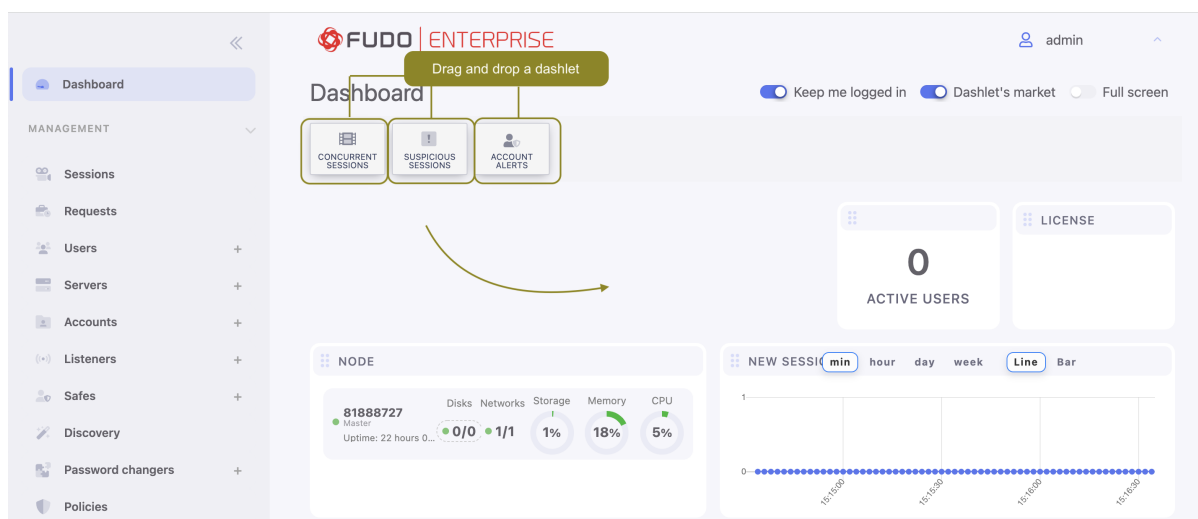 FUDO ENTERPRISE
admin
Drag and drop a dashlet
Dashboard
Dashboard
Keep me logged in
Dashlet's market
Full screen
MANAGEMENT
CONCURRENT
SESSIONS
SUSPICIOUS
SESSIONS
ACCOUNT
ALERTS
Sessions
Requests
Users +
Servers +
Accounts +
Listeners +
Safes +
Discovery
Password changers +
Policies
0
ACTIVE USERS
LICENSE
NODE
81888727
Master
Uptime: 22 hours 0...
Disks
0/0
Networks
1/1
Storage
1%
Memory
18%
CPU
5%
NEW SESSI
min hour day week
Line Bar
1
0
15:15:00
15:15:30
15:16:00
15:16:30